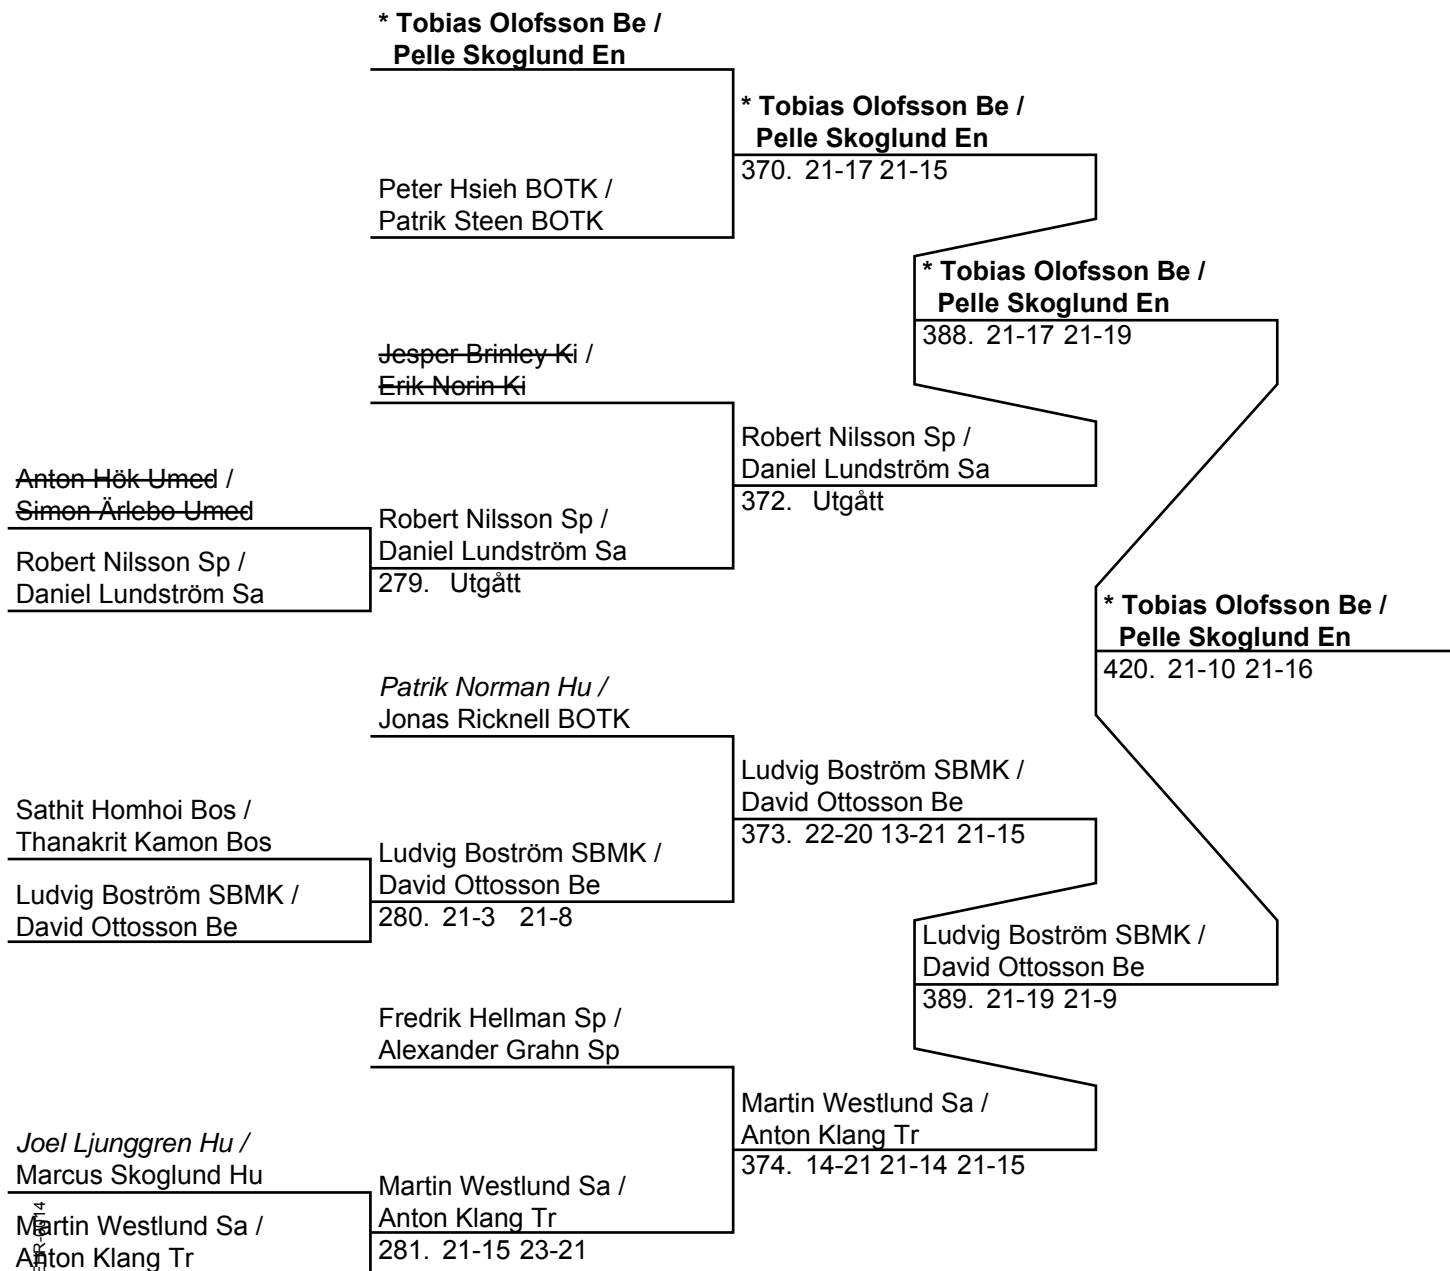 * Tobias Olofsson Be /
Pelle Skoglund En
* Tobias Olofsson Be /
Pelle Skoglund En
370. 21-17 21-15
Peter Hsieh BOTK /
Patrik Steen BOTK
* Tobias Olofsson Be /
Pelle Skoglund En
388. 21-17 21-19
Jesper Brinley Ki /
Erik Norin Ki
Robert Nilsson Sp /
Daniel Lundström Sa
372. Utgått
Anton Hök Umed /
Simon Ärlebo Umed
Robert Nilsson Sp /
Daniel Lundström Sa
279. Utgått
Robert Nilsson Sp /
Daniel Lundström Sa
* Tobias Olofsson Be /
Pelle Skoglund En
420. 21-10 21-16
Patrik Norman Hu /
Jonas Ricknell BOTK
Ludvig Boström SBMK /
David Ottosson Be
373. 22-20 13-21 21-15
Sathit Homhoi Bos /
Thanakrit Kamon Bos
Ludvig Boström SBMK /
David Ottosson Be
280. 21-3 21-8
Ludvig Boström SBMK /
David Ottosson Be
Ludvig Boström SBMK /
David Ottosson Be
389. 21-19 21-9
Fredrik Hellman Sp /
Alexander Grahn Sp
Martin Westlund Sa /
Anton Klang Tr
374. 14-21 21-14 21-15
Joel Ljunggren Hu /
Marcus Skoglund Hu
Martin Westlund Sa /
Anton Klang Tr
281. 21-15 23-21
Martin Westlund Sa /
Anton Klang Tr